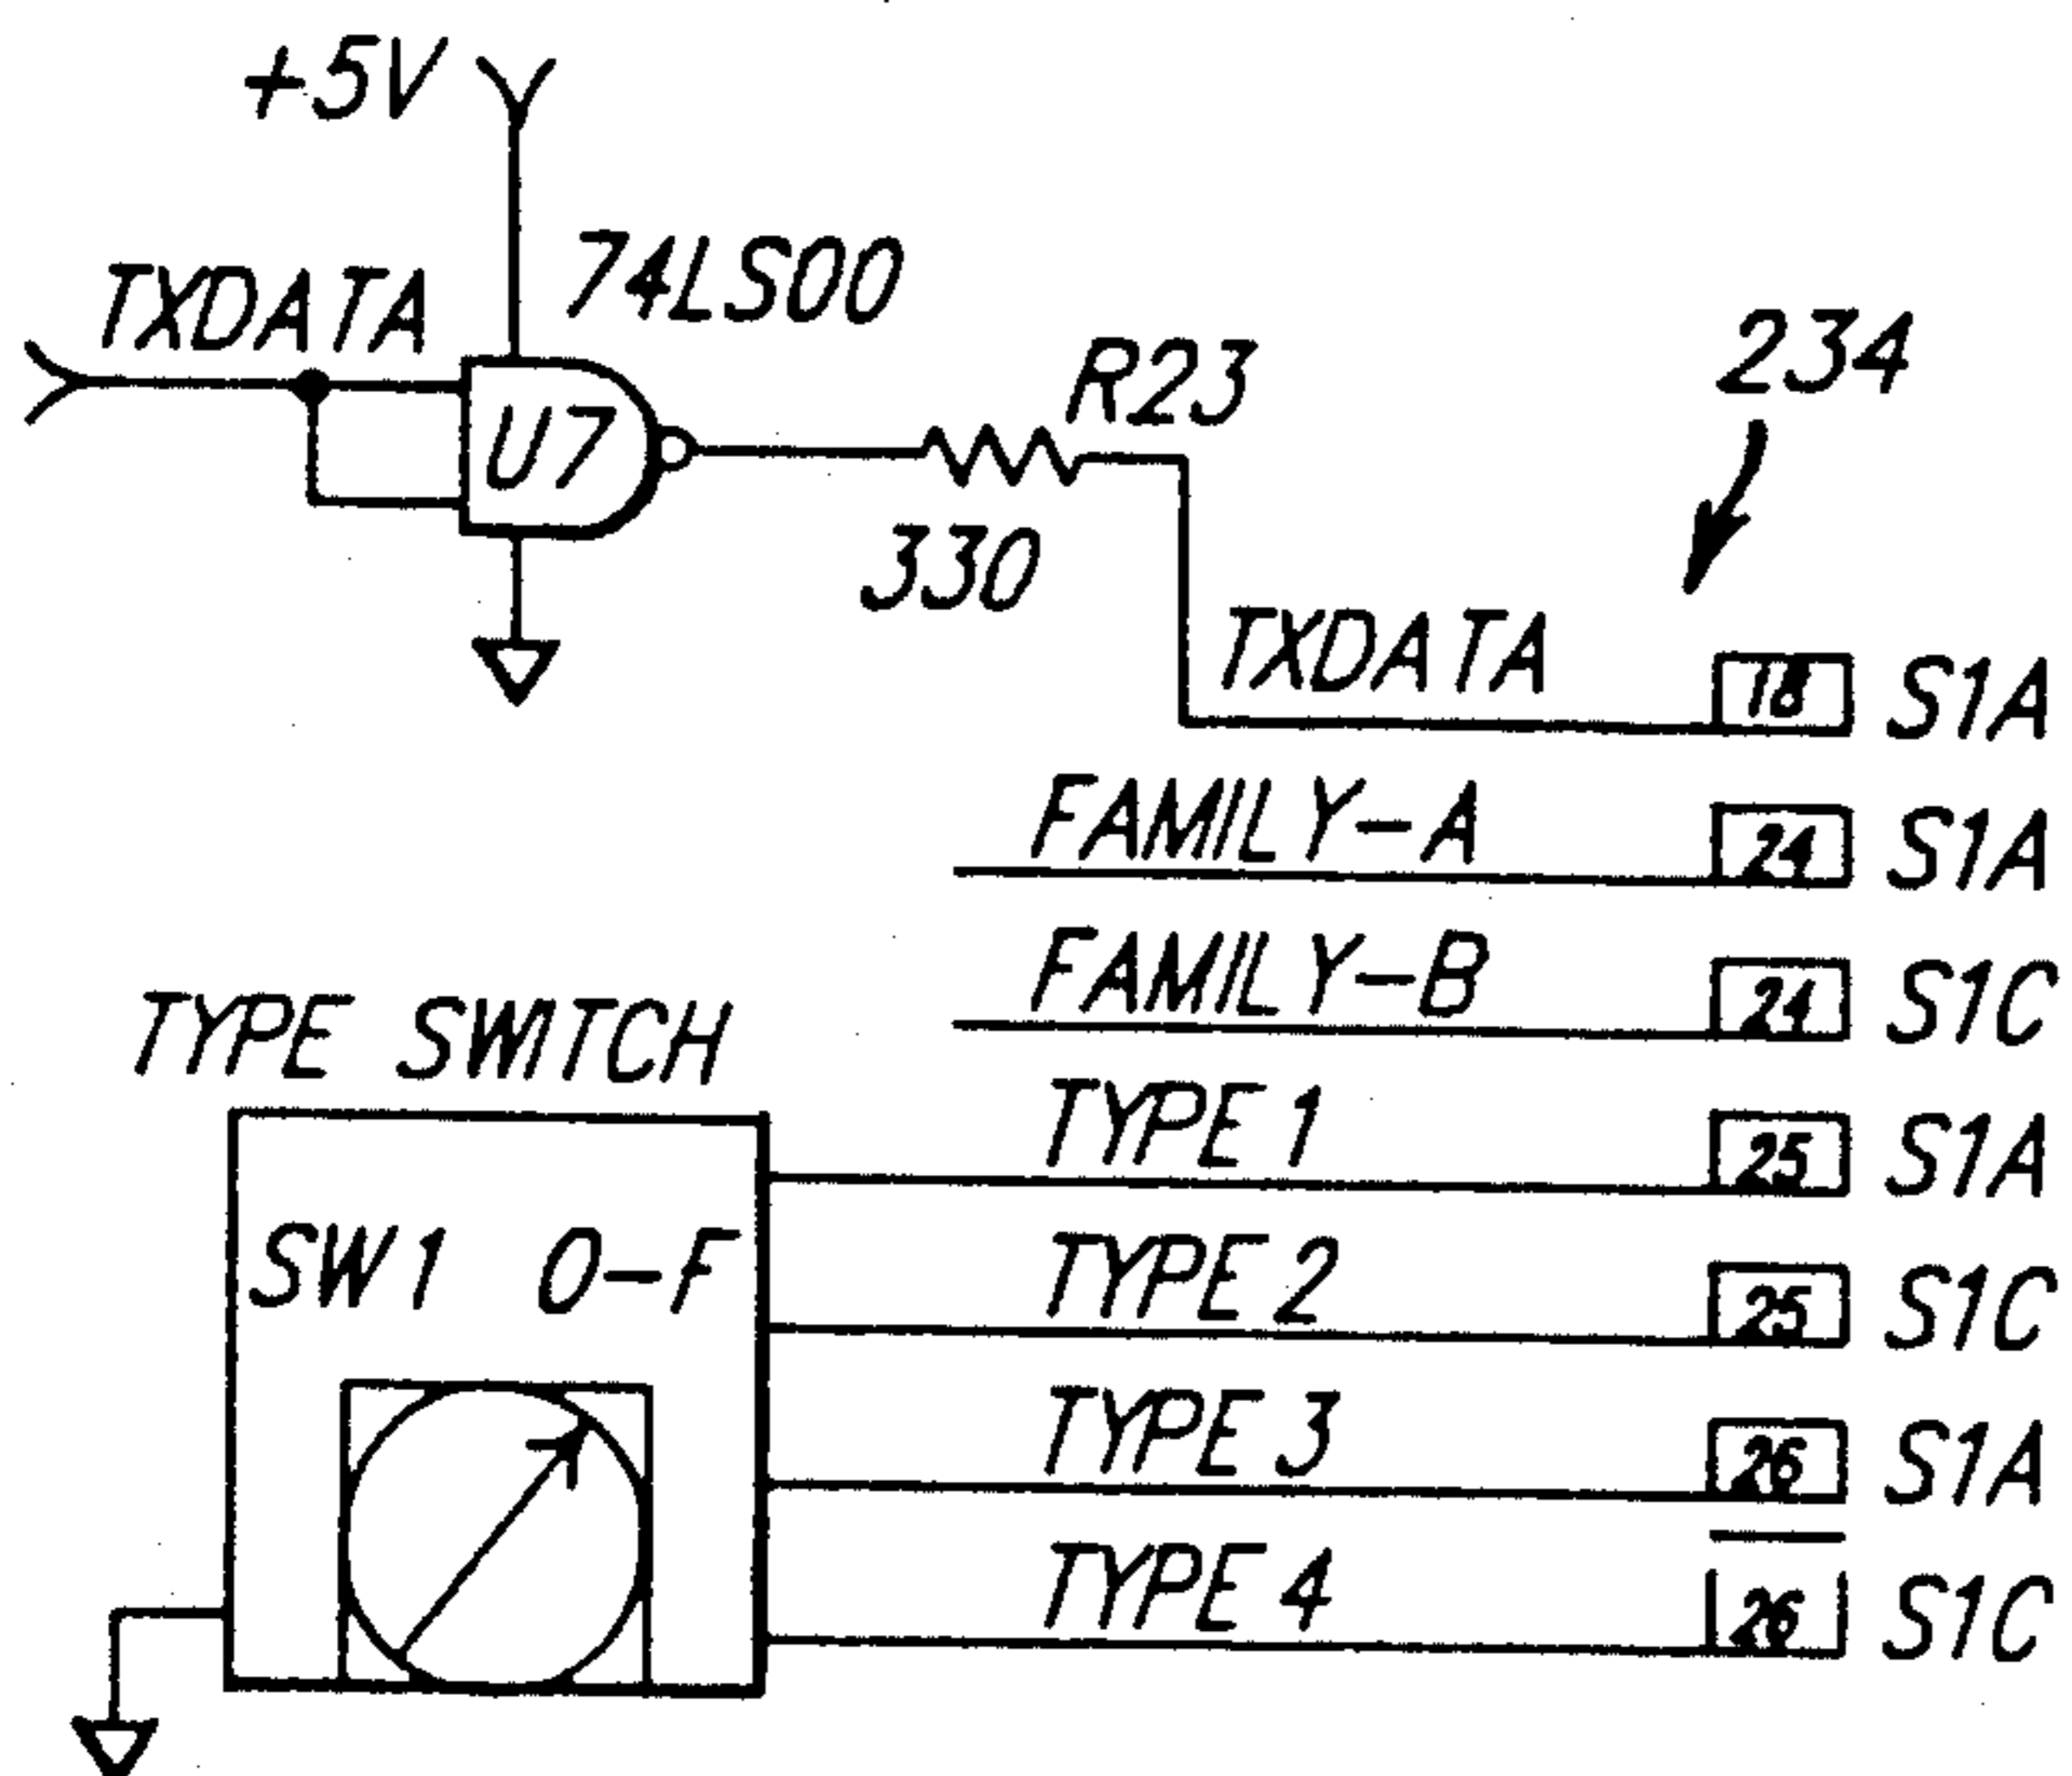 +5V
74LS00
TXDATA
U7
R23
330
234
TXDATA S1A
FAMILY-A 24 S1A
FAMILY-B 24 S1C
TYPE SWITCH
TYPE 1 25 S1A
SW1 0-F
TYPE 2 25 S1C
TYPE 3 26 S1A
TYPE 4 26 S1C